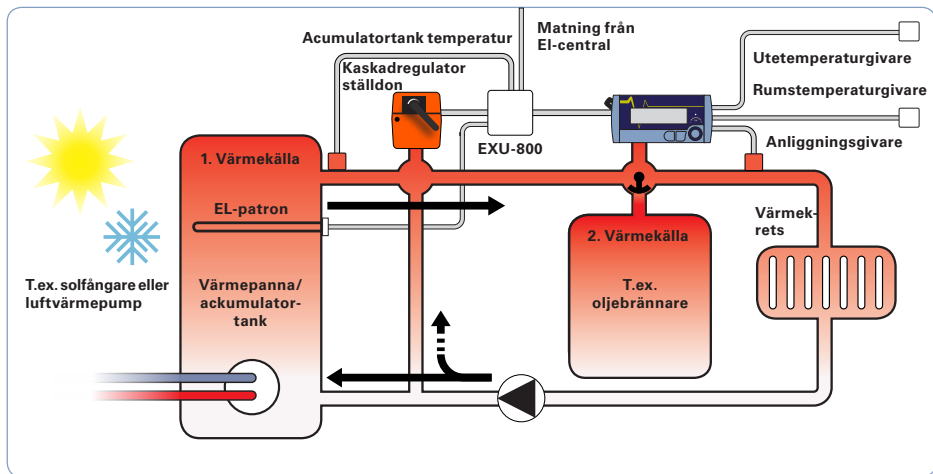 Acumulatortank temperatur
Matning från
El-central
Kaskadregulator
ställdon
Utetemperaturgivare
Rumstemperaturgivare
EXU-800
Anliggningsgivare
1. Värmekälla
EL-patron
Värmepanna/
ackumulator-
tank
T.ex. solfångare eller
luftvärmepump
2. Värmekälla
T.ex.
oljebrännare
Värmek-
rets